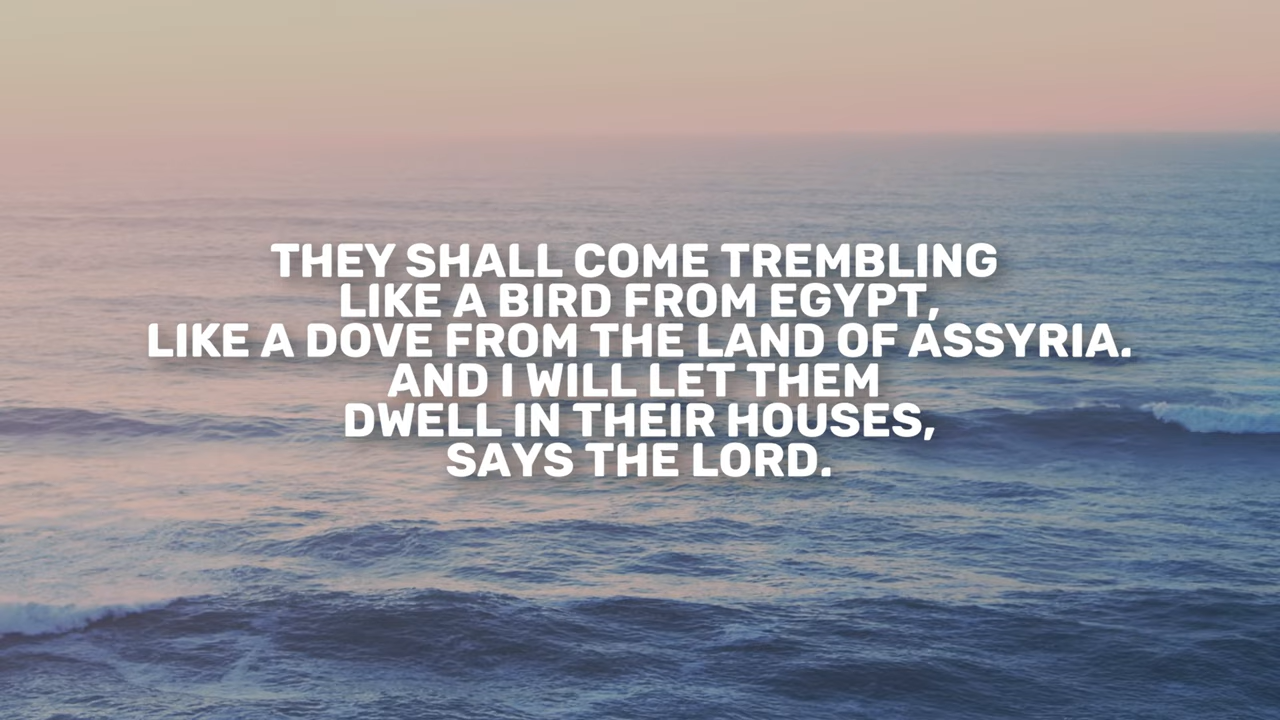 THEY SHALL COME TREMBLING
LIKE A BIRD FROM EGYPT,
LIKE A DOVE FROM THE LAND OF ASSYRIA.
AND I WILL LET THEM
DWELL IN THEIR HOUSES,
SAYS THE LORD.